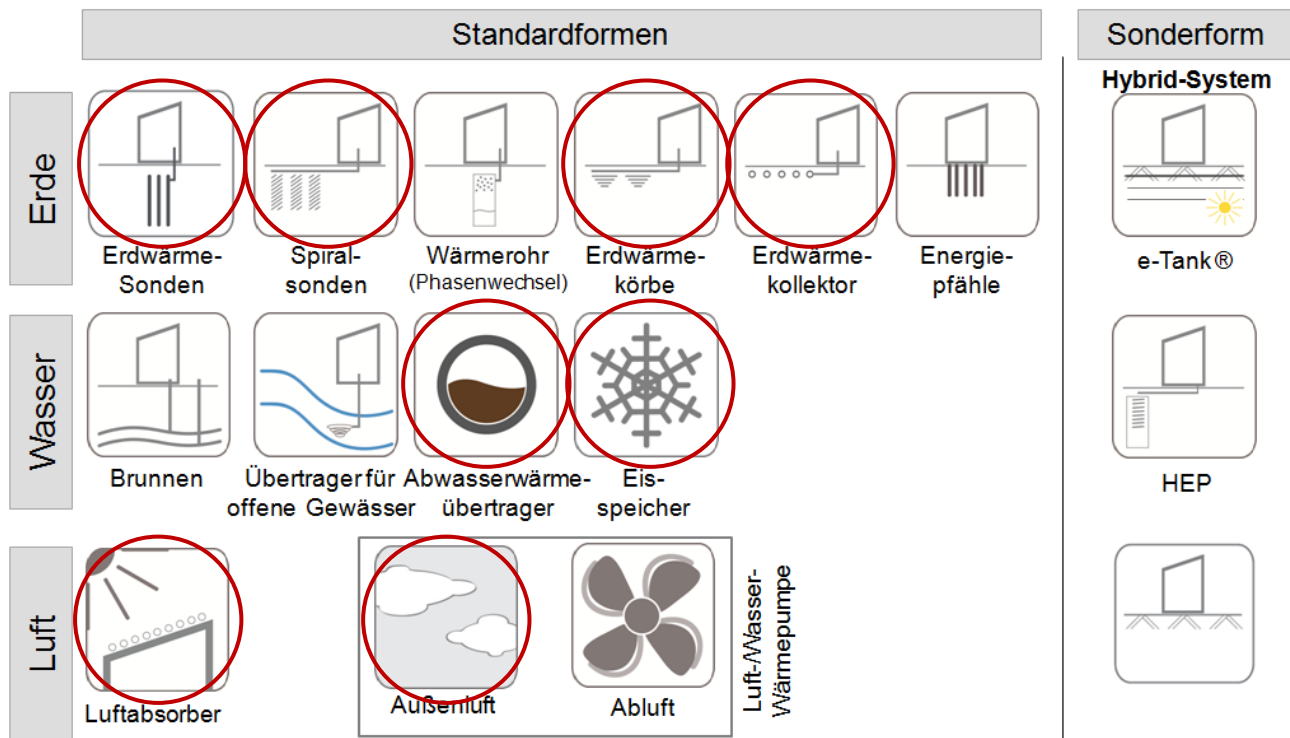 Standardformen
Sonderform
Hybrid-System
Erde
Erdwärme-
Sonden
Spiral-
sonden
Wärmerohr
(Phasenwechsel)
Erdwärme-
körbe
Erdwärme-
kollektor
Energie-
pfähle
e-Tank®
Wasser
Brunnen
Übertrager für
offene Gewässer
Abwasserwärme-
übertrager
Eis-
speicher
HEP
Luft
Luftabsorber
Außenluft
Abluft
Luft-/Wasser-
Wärmepumpe